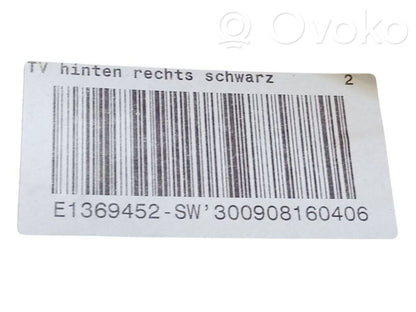 Ovoko
TV hinten rechts schwarz 2
E1369452-SW'300908160406